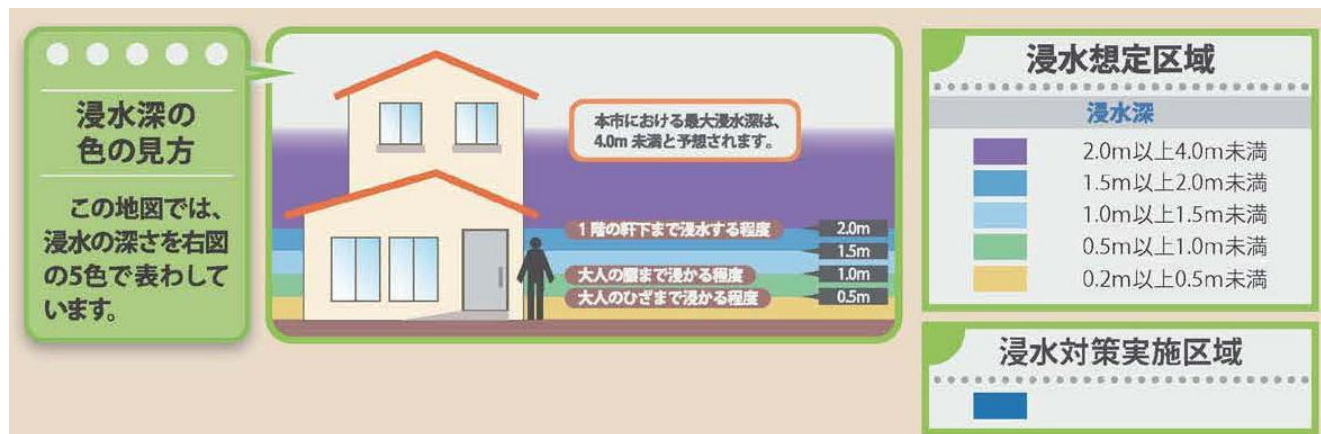 浸水深の
色の見方
この地図では、
浸水の深さを右図
の5色で表わして
います。
本市における最大浸水深は、
4.0m 未満と予想されます。
1階の軒下まで浸水する程度
2.0m
1.5m
大人の腰まで浸かる程度
1.0m
大人のひざまで浸かる程度
0.5m
浸水想定区域
浸水深
2.0m以上4.0m未満
1.5m以上2.0m未満
1.0m以上1.5m未満
0.5m以上1.0m未満
0.2m以上0.5m未満
浸水対策実施区域